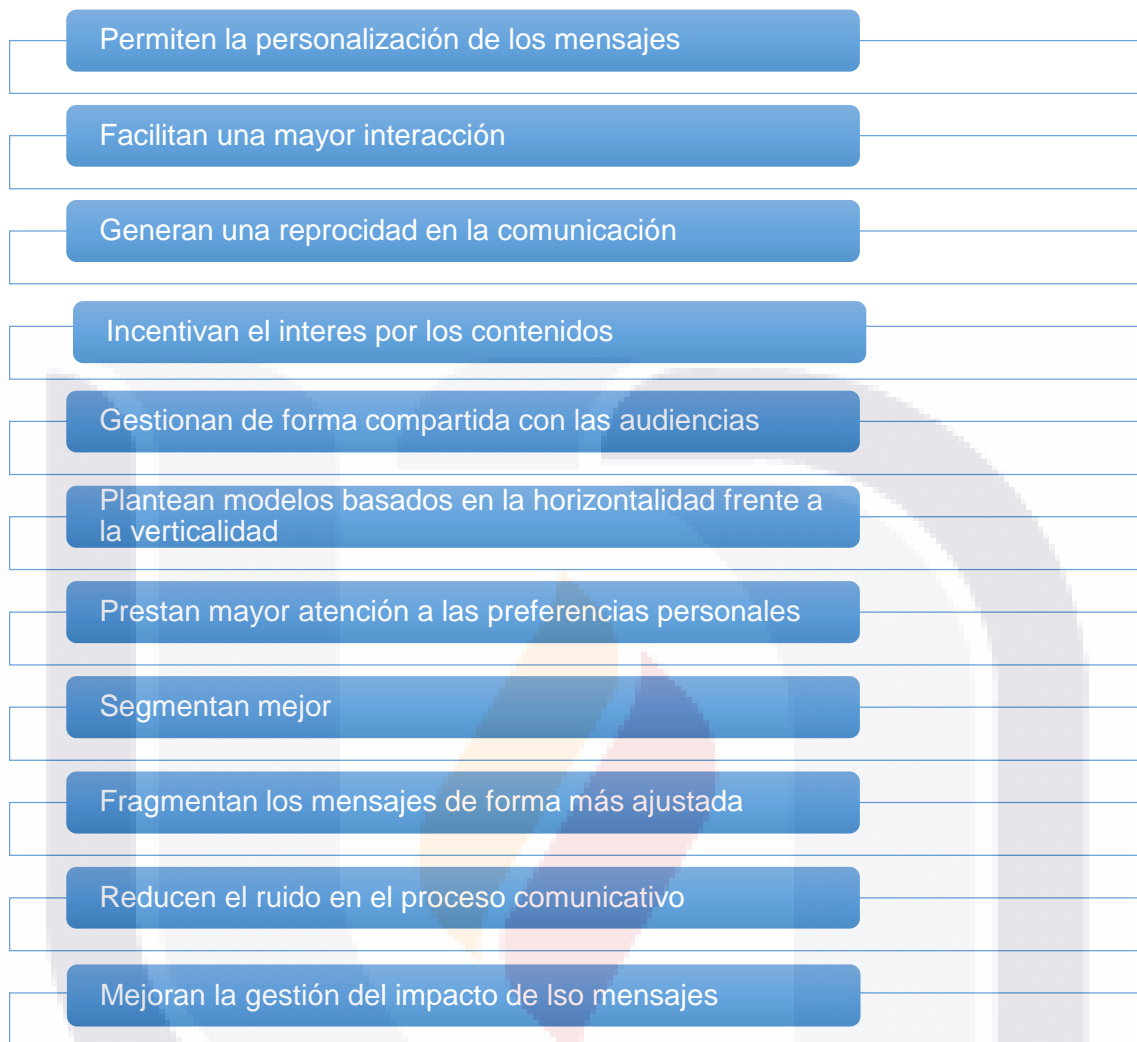 Permiten la personalización de los mensajes
Facilitan una mayor interacción
Generan una reprocidad en la comunicación
Incentivan el interes por los contenidos
Gestionan de forma compartida con las audiencias
Plantean modelos basados en la horizontalidad frente a
la verticalidad
Prestan mayor atención a las preferencias personales
Segmentan mejor
Fragmentan los mensajes de forma más ajustada
Reducen el ruido en el proceso comunicativo
Mejoran la gestión del impacto de lso mensajes